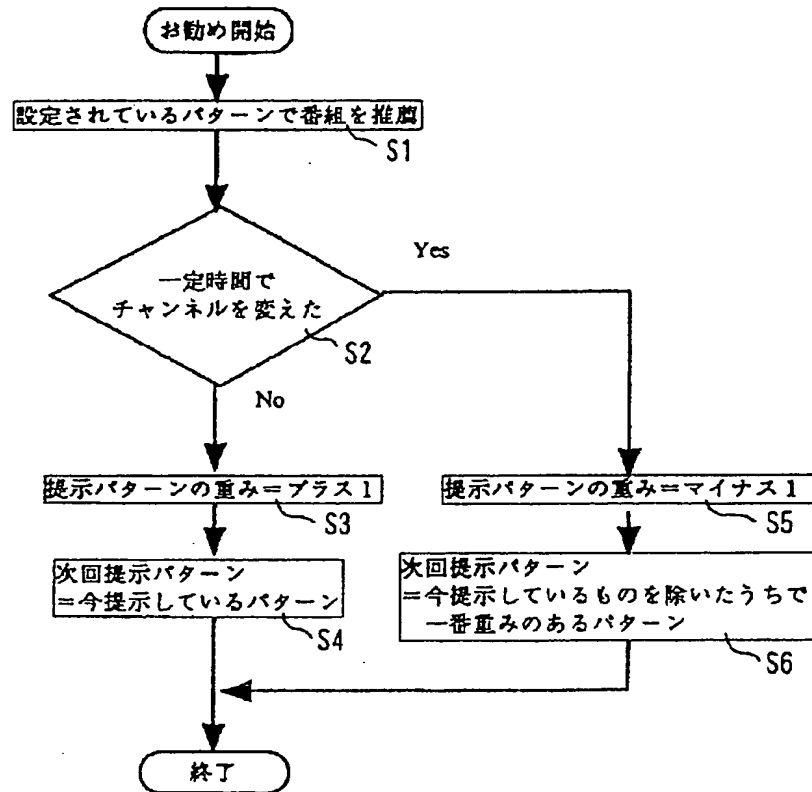 お勧め開始
設定されているパターンで番組を推薦
S1
一定時間で
チャンネルを変えた
S2
Yes
No
提示パターンの重み＝プラス1
S3
提示パターンの重み＝マイナス1
S5
次回提示パターン
＝今提示しているパターン
S4
次回提示パターン
＝今提示しているものを除いたうちで
一番重みのあるパターン
S6
終了